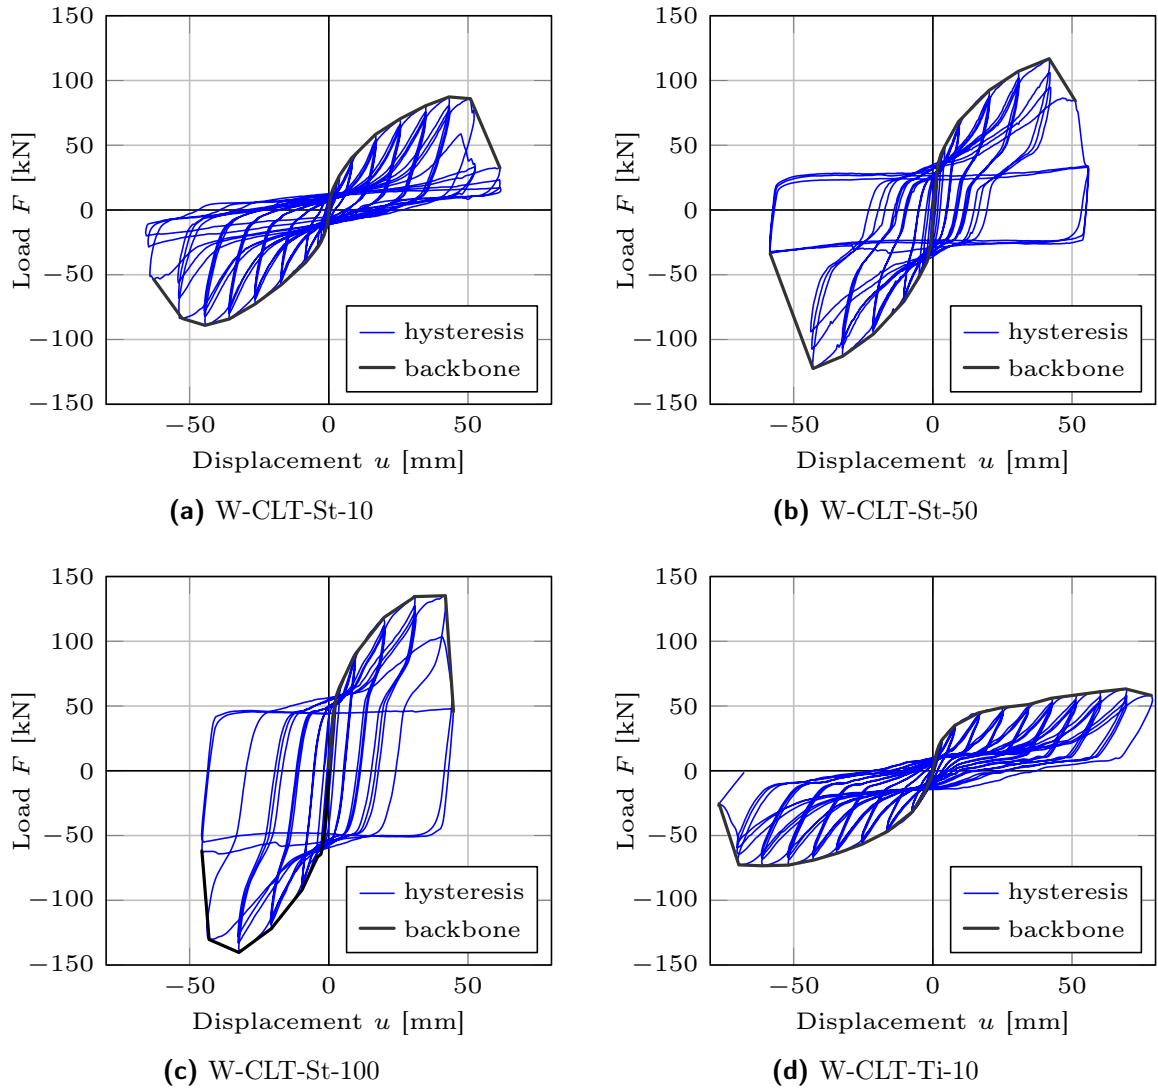 150
100
50
0
−50
−100
−150
−50
0
50
Load F [kN]
Displacement u [mm]
hysteresis
backbone
(a) W-CLT-St-10
150
100
50
0
−50
−100
−150
−50
0
50
Load F [kN]
Displacement u [mm]
hysteresis
backbone
(b) W-CLT-St-50
150
100
50
0
−50
−100
−150
−50
0
50
Load F [kN]
Displacement u [mm]
hysteresis
backbone
(c) W-CLT-St-100
150
100
50
0
−50
−100
−150
−50
0
50
Load F [kN]
Displacement u [mm]
hysteresis
backbone
(d) W-CLT-Ti-10